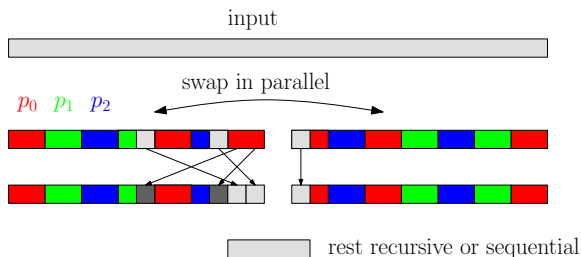 input
swap in parallel
p₀ p₁ p₂
rest recursive or sequential